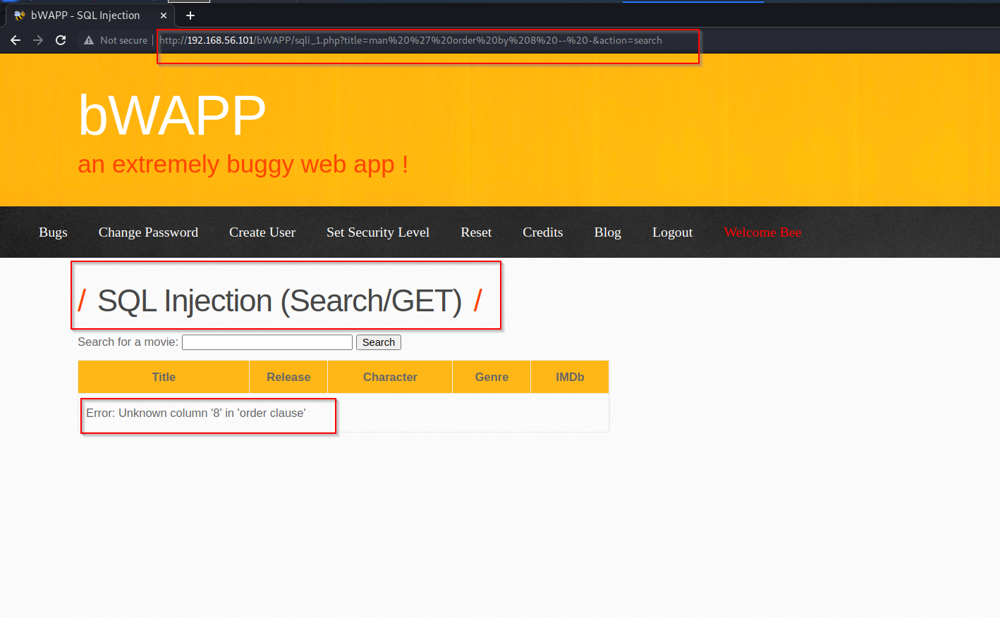 bWAPP - SQL Injection
Not secure
http://192.168.56.101/bWAPP/sqli_1.php?title=man%20%27%20order%20by%208%20--%20-&action=search
bWAPP
an extremely buggy web app !
Bugs Change Password Create User Set Security Level Reset Credits Blog Logout Welcome Bee
/ SQL Injection (Search/GET) /
Search for a movie: Search
Title Release Character Genre IMDb
Error: Unknown column '8' in 'order clause'